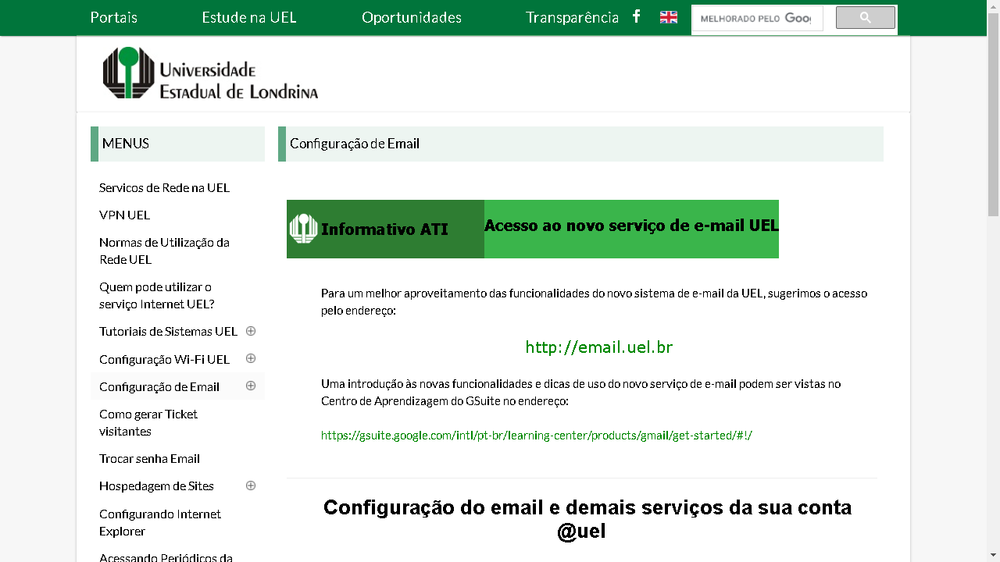 Portais
Estude na UEL
Oportunidades
Transparência
MELHORADO PELO Goo
UNIVERSIDADE
ESTADUAL DE LONDRINA
MENUS
Servicos de Rede na UEL
VPN UEL
Normas de Utilização da
Rede UEL
Quem pode utilizar o
serviço Internet UEL?
Tutoriais de Sistemas UEL
Configuração Wi-Fi UEL
Configuração de Email
Como gerar Ticket
visitantes
Trocar senha Email
Hospedagem de Sites
Configurando Internet
Explorer
Acessando Periódicos da
Configuração de Email
Informativo ATI
Acesso ao novo serviço de e-mail UEL
Para um melhor aproveitamento das funcionalidades do novo sistema de e-mail da UEL, sugerimos o acesso
pelo endereço:
http://email.uel.br
Uma introdução às novas funcionalidades e dicas de uso do novo serviço de e-mail podem ser vistas no
Centro de Aprendizagem do GSuite no endereço:
https://gsuite.google.com/intl/pt-br/learning-center/products/gmail/get-started/#!/
Configuração do email e demais serviços da sua conta
@uel